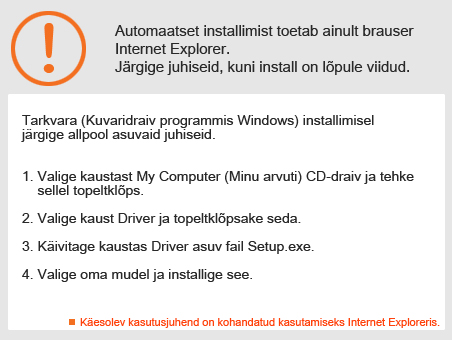 Automaatset installimist toetab ainult brauser
Internet Explorer.
Järgige juhiseid, kuni install on lõpule viidud.
Tarkvara (Kuvaridraiv programmis Windows) installimisel
järgige allpool asuvaid juhiseid.
1. Valige kaustast My Computer (Minu arvuti) CD-draiv ja tehke
sellel topeltklõps.
2. Valige kaust Driver ja topeltklõpsake seda.
3. Käivitage kaustas Driver asuv fail Setup.exe.
4. Valige oma mudel ja installige see.
Käesolev kasutusjuhend on kohandatud kasutamiseks Internet Exploreris.